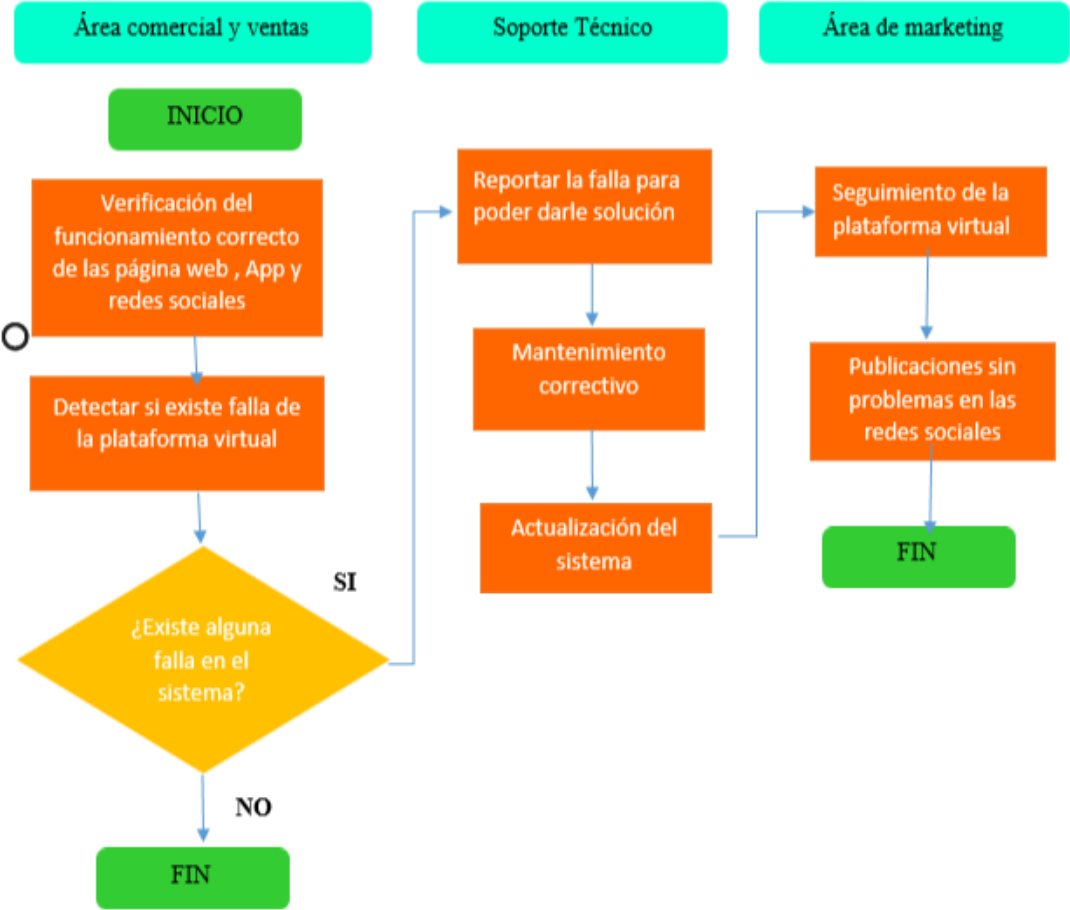 Área comercial y ventas
Soporte Técnico
Área de marketing
INICIO
Verificación del
funcionamiento correcto
de las página web , App y
redes sociales
Detectar si existe falla de
la plataforma virtual
¿Existe alguna
falla en el
sistema?
SI
NO
FIN
Reportar la falla para
poder darle solución
Mantenimiento
correctivo
Actualización del
sistema
Seguimiento de la
plataforma virtual
Publicaciones sin
problemas en las
redes sociales
FIN